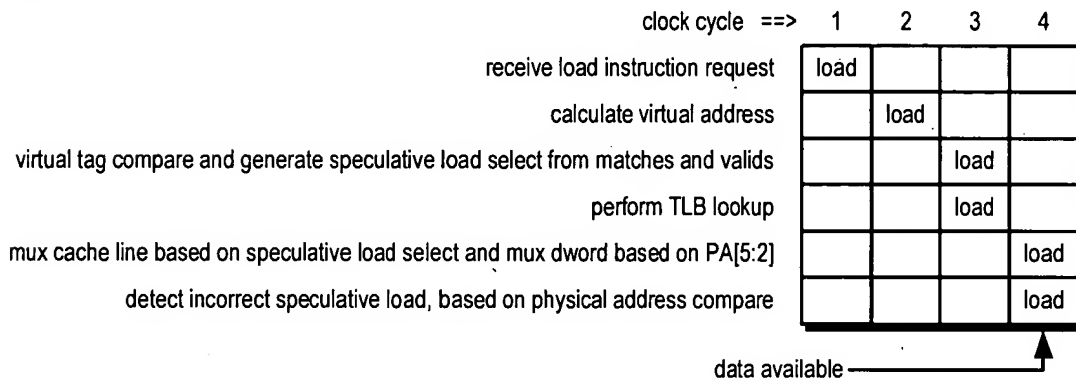 clock cycle ==> 1 2 3 4
receive load instruction request load
calculate virtual address load
virtual tag compare and generate speculative load select from matches and valids load
perform TLB lookup load
mux cache line based on speculative load select and mux dword based on PA[5:2] load
detect incorrect speculative load, based on physical address compare load
data available